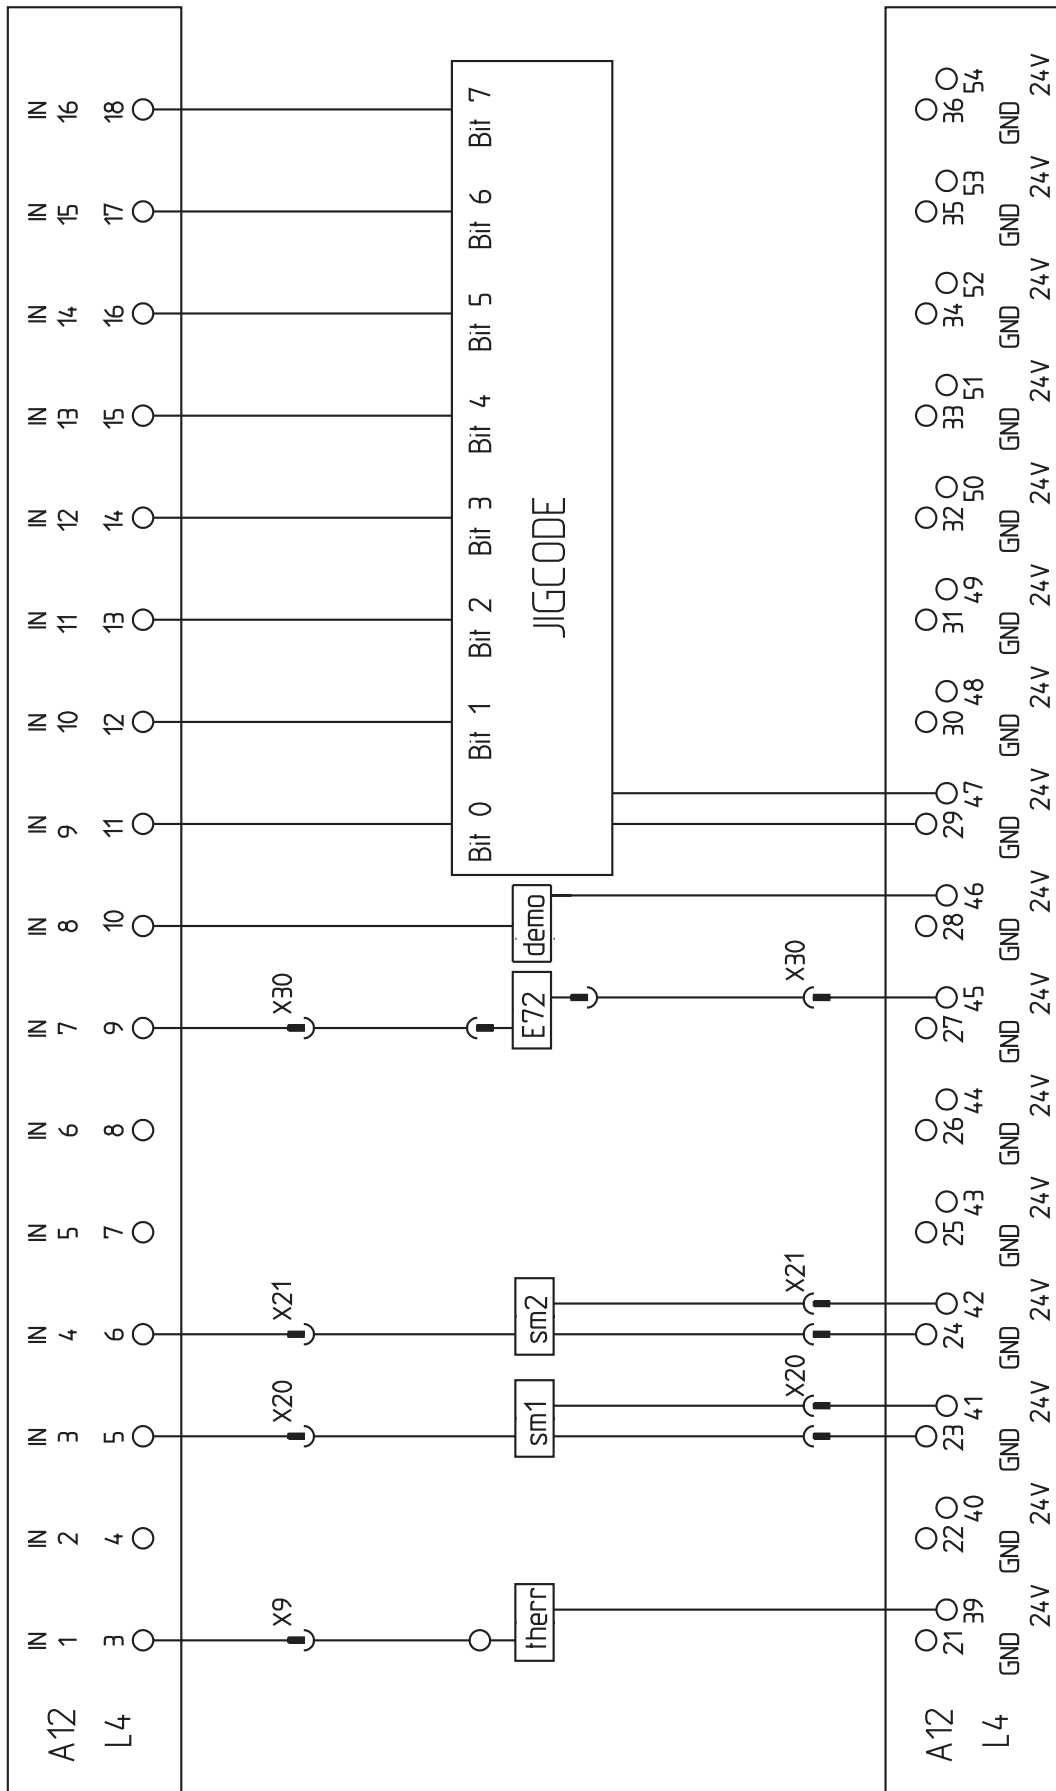 A12 IN IN IN IN IN IN IN IN IN IN IN IN IN IN IN IN
1 2 3 4 5 6 7 8 9 10 11 12 13 14 15 16
L4 3 4 5 6 7 8 9 10 11 12 13 14 15 16 17 18
X9 X20 X21 X30
Bit 0 Bit 1 Bit 2 Bit 3 Bit 4 Bit 5 Bit 6 Bit 7
therr sm1 sm2 E72 demo JIGCODE
X20 X21 X30
A12 21 22 23 24 25 26 27 28 29 30 31 32 33 34 35 36
39 40 41 42 43 44 45 46 47 48 49 50 51 52 53 54
L4 GND GND GND GND GND GND GND GND GND GND GND GND GND GND GND GND
24V 24V 24V 24V 24V 24V 24V 24V 24V 24V 24V 24V 24V 24V 24V 24V